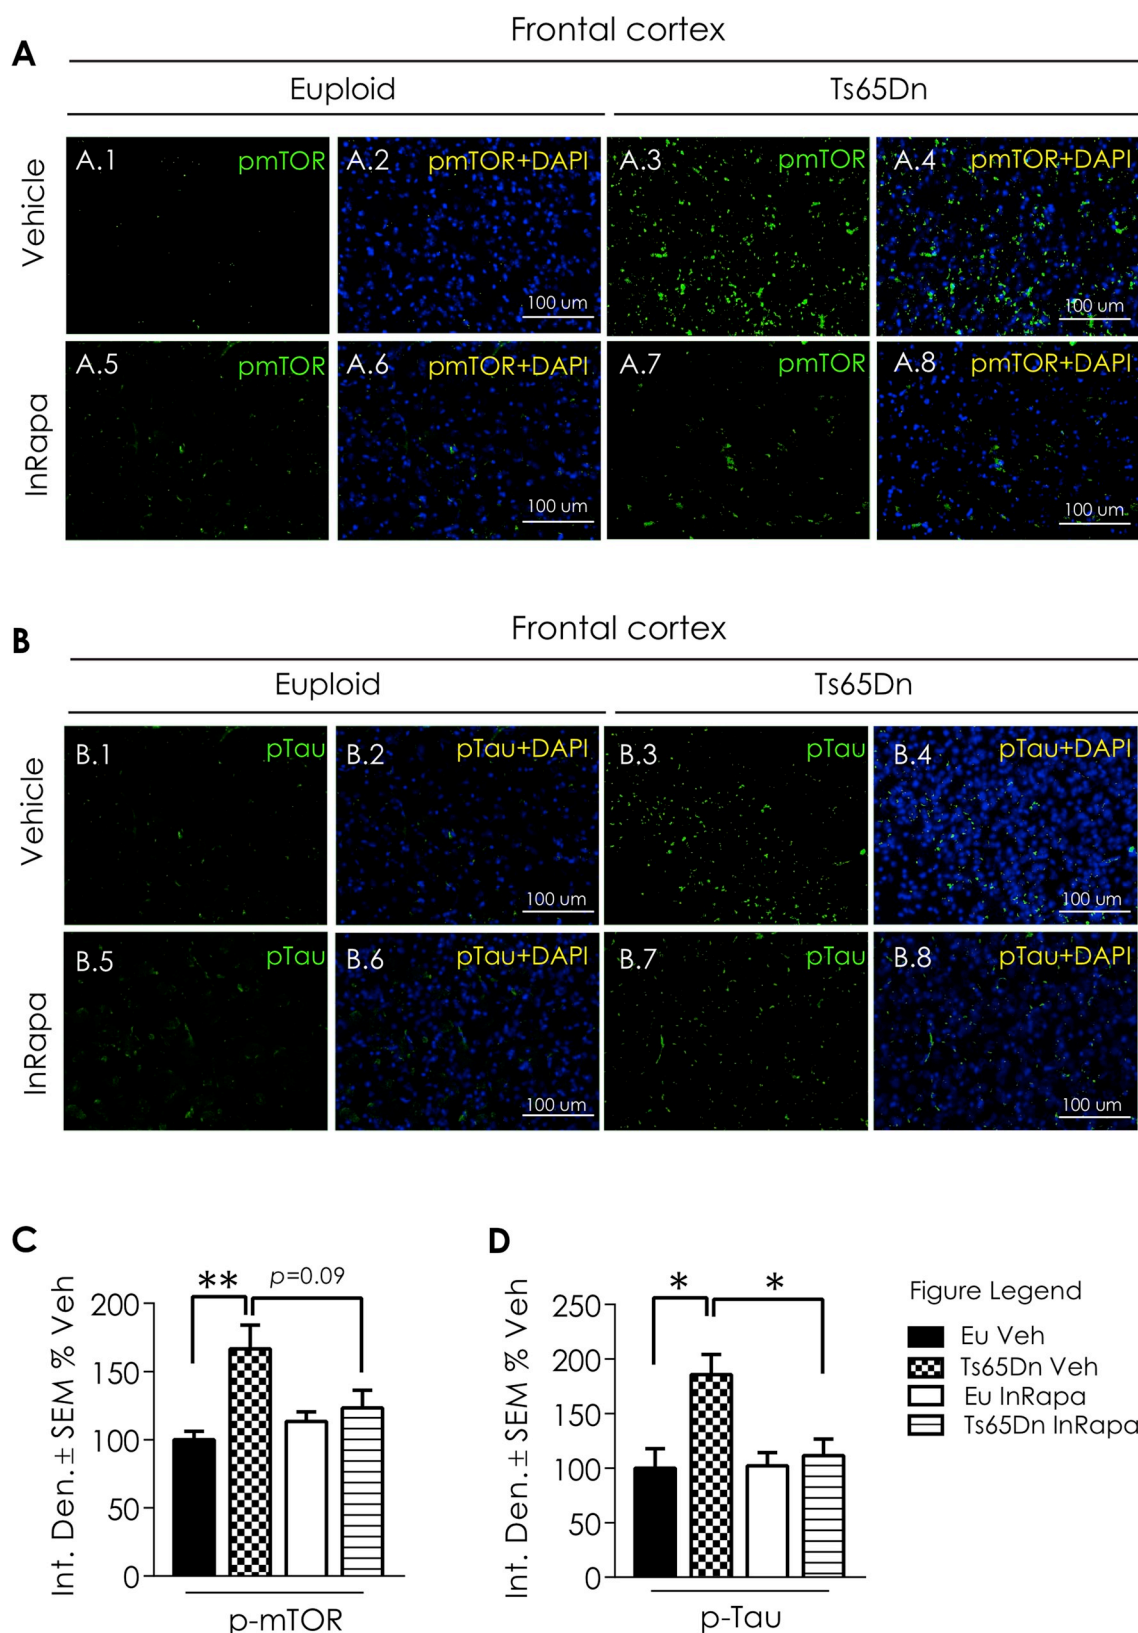 A
Frontal cortex
Euploid
Ts65Dn
Vehicle
A.1 pmTOR
A.2 pmTOR+DAPI
100 um
A.3 pmTOR
A.4 pmTOR+DAPI
100 um
InRapa
A.5 pmTOR
A.6 pmTOR+DAPI
100 um
A.7 pmTOR
A.8 pmTOR+DAPI
100 um
B
Frontal cortex
Euploid
Ts65Dn
Vehicle
B.1 pTau
B.2 pTau+DAPI
100 um
B.3 pTau
B.4 pTau+DAPI
100 um
InRapa
B.5 pTau
B.6 pTau+DAPI
100 um
B.7 pTau
B.8 pTau+DAPI
100 um
C
Int. Den.± SEM % Veh
200
150
100
50
0
**
p=0.09
p-mTOR
D
Int. Den.± SEM % Veh
250
200
150
100
50
0
*
*
p-Tau
Figure Legend
Eu Veh
Ts65Dn Veh
Eu InRapa
Ts65Dn InRapa